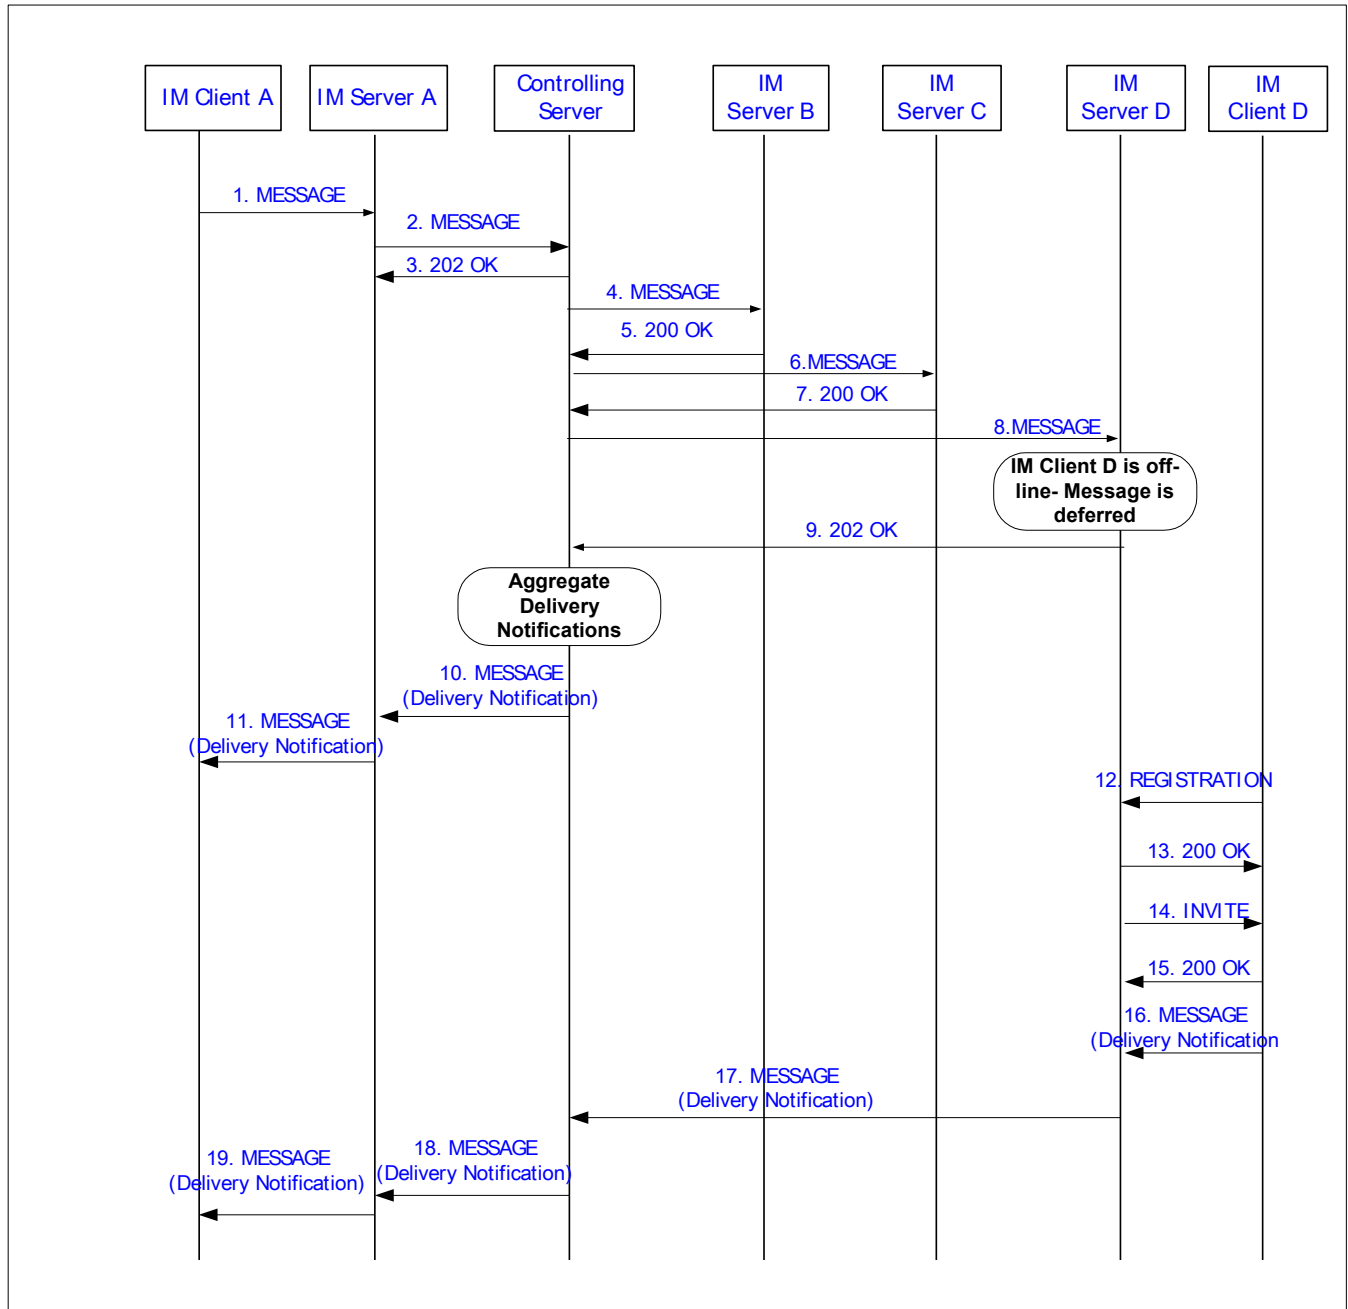 IM Client A
IM Server A
Controlling
Server
IM
Server B
IM
Server C
IM
Server D
IM
Client D
1. MESSAGE
2. MESSAGE
3. 202 OK
4. MESSAGE
5. 200 OK
6.MESSAGE
7. 200 OK
8.MESSAGE
IM Client D is off-
line- Message is
deferred
9. 202 OK
Aggregate
Delivery
Notifications
10. MESSAGE
(Delivery Notification)
11. MESSAGE
(Delivery Notification)
12. REGISTRATION
13. 200 OK
14. INVITE
15. 200 OK
16. MESSAGE
(Delivery Notification
17. MESSAGE
(Delivery Notification)
18. MESSAGE
(Delivery Notification)
19. MESSAGE
(Delivery Notification)